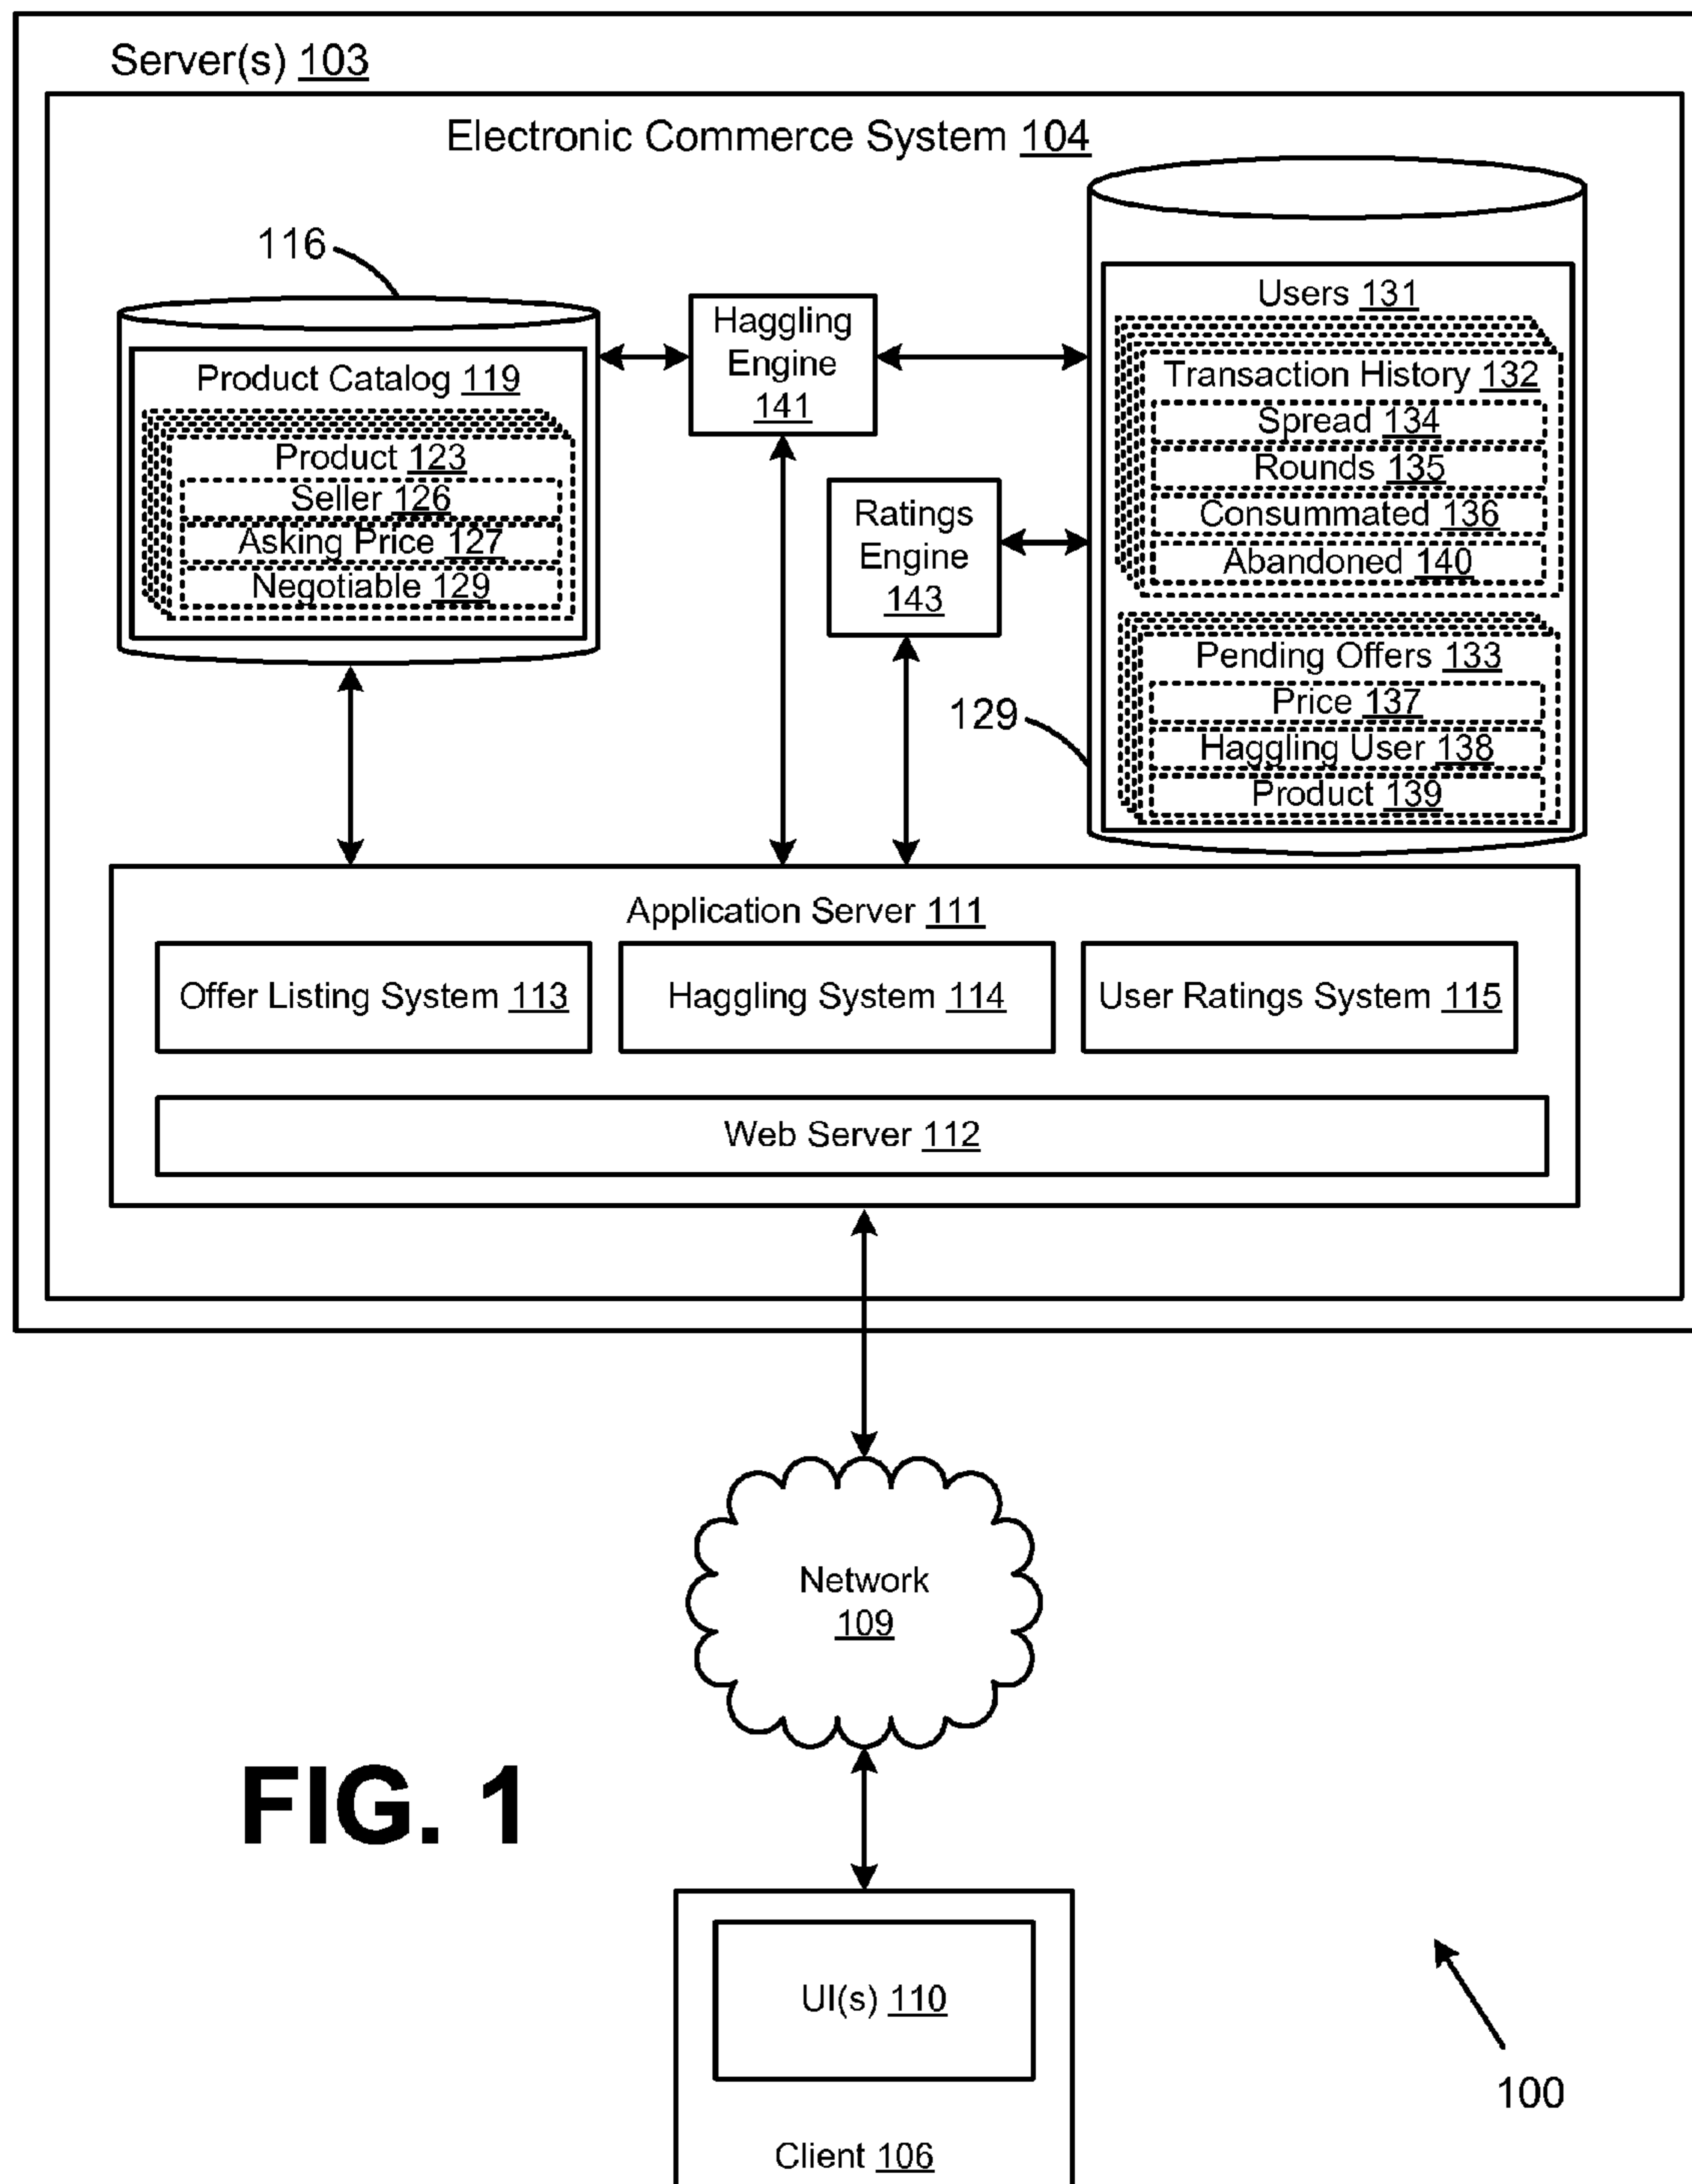 Server(s) 103
Electronic Commerce System 104
116
Product Catalog 119
Product 123
Seller 126
Asking Price 127
Negotiable 129
Haggling
Engine
141
Ratings
Engine
143
Users 131
Transaction History 132
Spread 134
Rounds 135
Consummated 136
Abandoned 140
Pending Offers 133
Price 137
Haggling User 138
Product 139
129
Application Server 111
Offer Listing System 113
Haggling System 114
User Ratings System 115
Web Server 112
Network
109
FIG. 1
UI(s) 110
Client 106
100